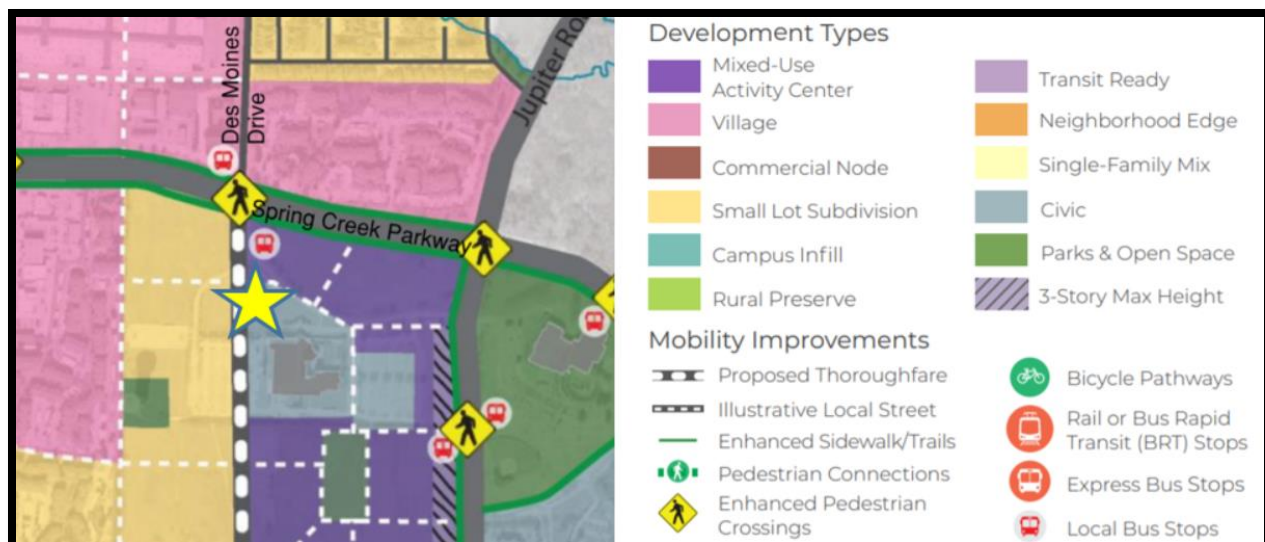 Des Moines
Drive
Jupiter Ro
Spring Creek Parkway
Development Types
Mixed-Use
Activity Center
Village
Commercial Node
Small Lot Subdivision
Campus Infill
Rural Preserve
Transit Ready
Neighborhood Edge
Single-Family Mix
Civic
Parks & Open Space
3-Story Max Height
Mobility Improvements
Proposed Thoroughfare
Illustrative Local Street
Enhanced Sidewalk/Trails
Pedestrian Connections
Enhanced Pedestrian
Crossings
Bicycle Pathways
Rail or Bus Rapid
Transit (BRT) Stops
Express Bus Stops
Local Bus Stops